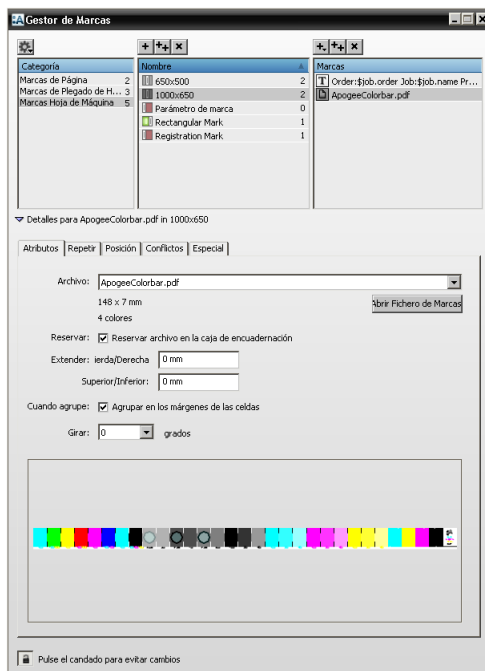 Gestor de Marcas
Categoría
Marcas de Página 2
Marcas de Plegado de H... 3
Marcas Hoja de Máquina 5
Nombre
650x500 2
1000x650 2
Parámetro de marca 0
Rectangular Mark 1
Registration Mark 1
Marcas
Order:$job.order Job:$job.name Pr...
ApogeeColorbar.pdf
Detalles para ApogeeColorbar.pdf in 1000x650
Atributos Repetir Posición Conflictos Especial
Archivo: ApogeeColorbar.pdf
148 x 7 mm
Abrir Fichero de Marcas
4 colores
Reservar: Reservar archivo en la caja de encuadernación
Extender: ierda/Derecha 0 mm
Superior/Inferior: 0 mm
Cuando agrupe: Agrupar en los márgenes de las celdas
Girar: 0 grados
Pulse el candado para evitar cambios